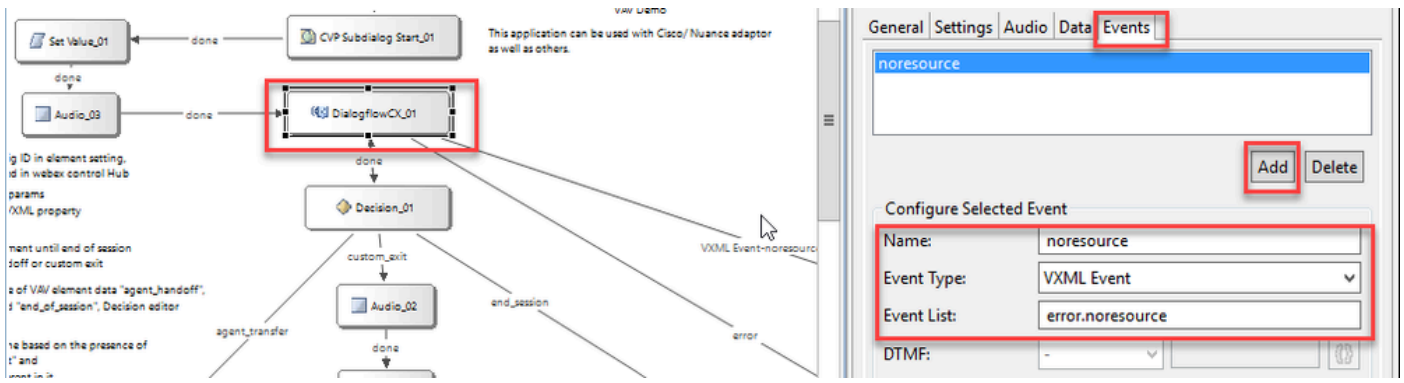 VAV Demo
This application can be used with Cisco/ Nuance adaptor
as well as others.
Set Value_01
done
CVP Subdialog Start_01
done
Audio_03
done
DialogflowCX_01
ig ID in element setting,
id in webex control Hub
params
VXML property
done
Decision_01
ment until end of session
doff or custom exit
custom_exit
VXML Event-noresource
e of VAV element data "agent_handoff",
d "end_of_session", Decision editor
Audio_02
end_session
agent_transfer
error
ne based on the presence of
t" and
done
General
Settings
Audio
Data
Events
noresource
Add
Delete
Configure Selected Event
Name:
noresource
Event Type:
VXML Event
Event List:
error.noresource
DTMF:
-